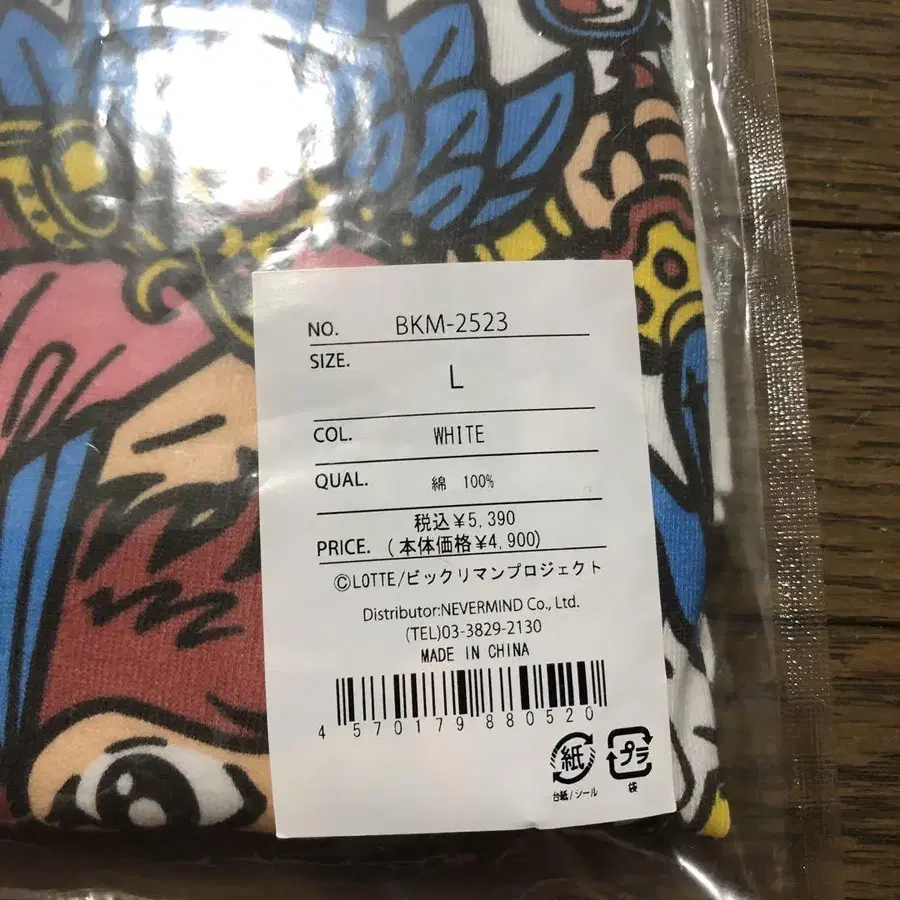 NO. BKM-2523
SIZE.
L
COL. WHITE
QUAL. 綿 100%
税込¥5,390
PRICE. (本体価格¥4,900)
©LOTTE/ビックリマンプロジェクト
Distributor:NEVERMIND Co., Ltd.
(TEL)03-3829-2130
MADE IN CHINA
4 570179 880520
紙 プラ
台紙/シール 袋